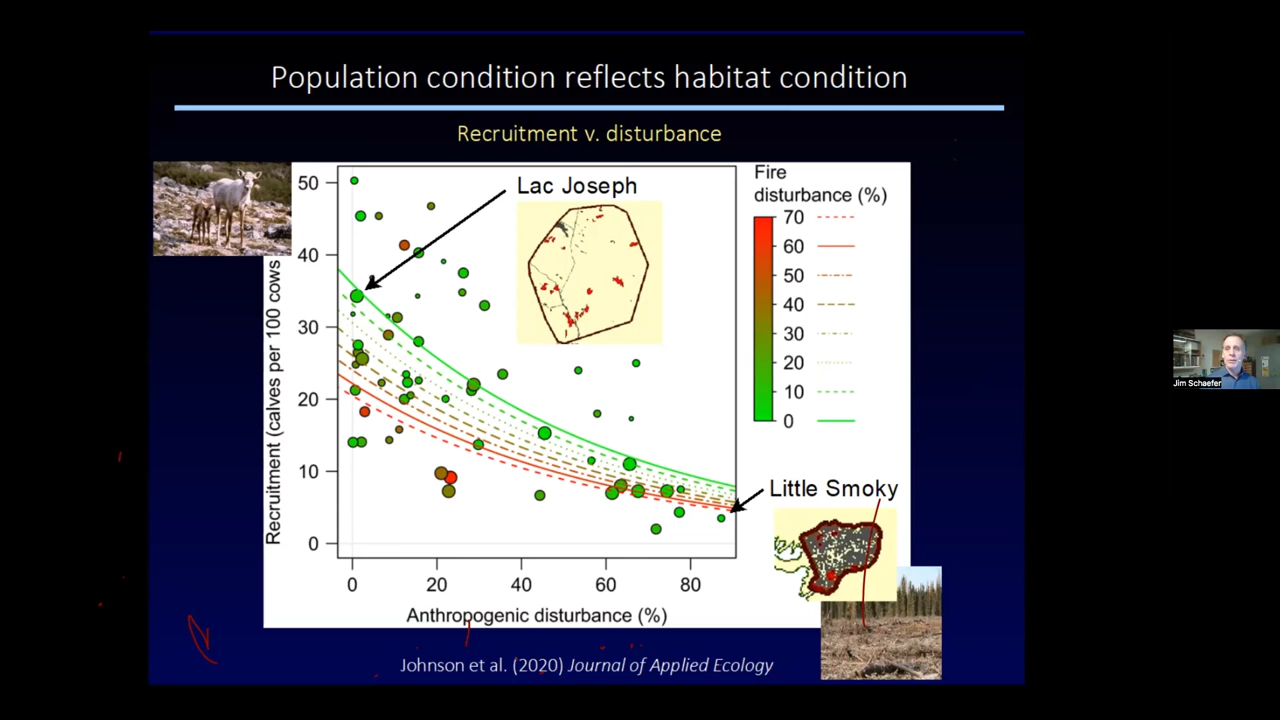 Population condition reflects habitat condition
Recruitment v. disturbance
Recruitment (calves per 100 cows
50
40
30
20
10
0
0
20
40
60
80
Anthropogenic disturbance (%)
Lac Joseph
Fire
disturbance (%)
70
60
50
40
30
20
10
0
Little Smoky
Johnson et al. (2020) Journal of Applied Ecology
Jim Schaefer